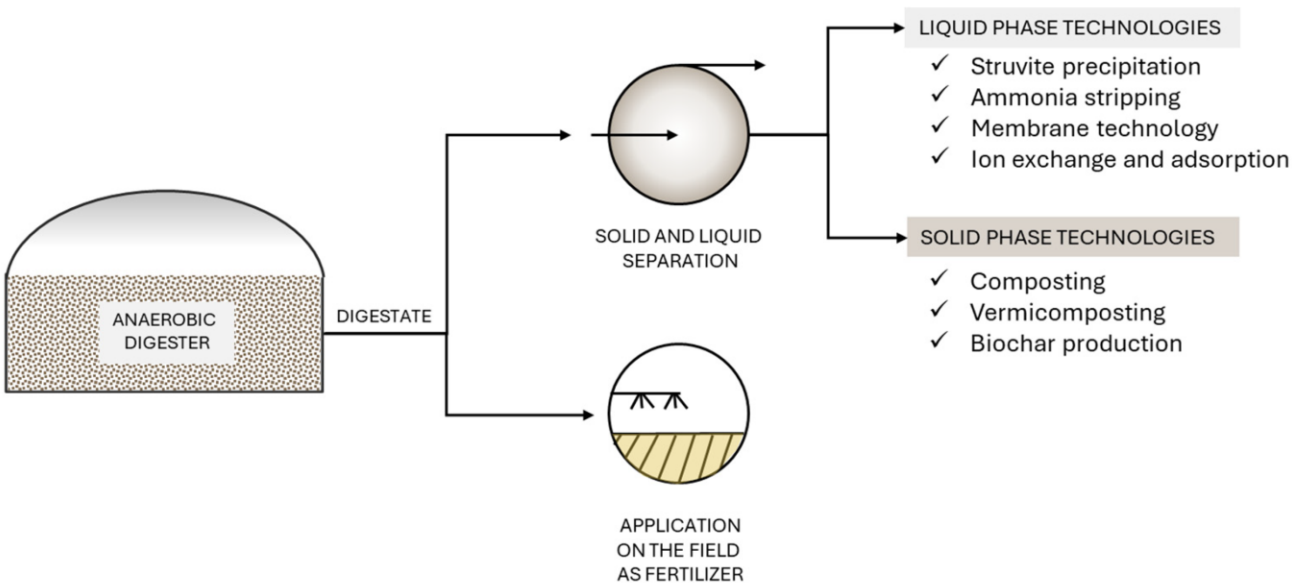 ANAEROBIC
DIGESTER
DIGESTATE
SOLID AND LIQUID
SEPARATION
APPLICATION
ON THE FIELD
AS FERTILIZER
LIQUID PHASE TECHNOLOGIES
✓ Struvite precipitation
✓ Ammonia stripping
✓ Membrane technology
✓ Ion exchange and adsorption
SOLID PHASE TECHNOLOGIES
✓ Composting
✓ Vermicomposting
✓ Biochar production